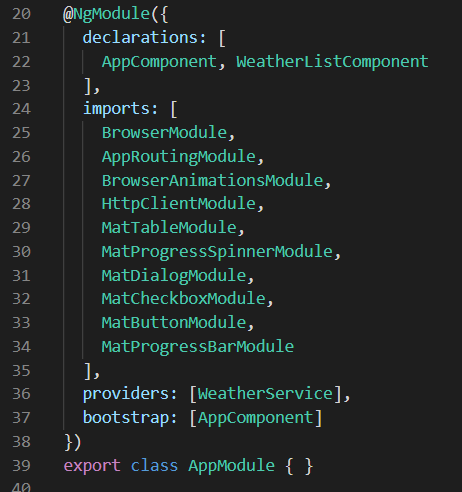 20 @NgModule({
21   declarations: [
22     AppComponent, WeatherListComponent
23   ],
24   imports: [
25     BrowserModule,
26     AppRoutingModule,
27     BrowserAnimationsModule,
28     HttpClientModule,
29     MatTableModule,
30     MatProgressSpinnerModule,
31     MatDialogModule,
32     MatCheckboxModule,
33     MatButtonModule,
34     MatProgressBarModule
35   ],
36   providers: [WeatherService],
37   bootstrap: [AppComponent]
38 })
39 export class AppModule { }
40